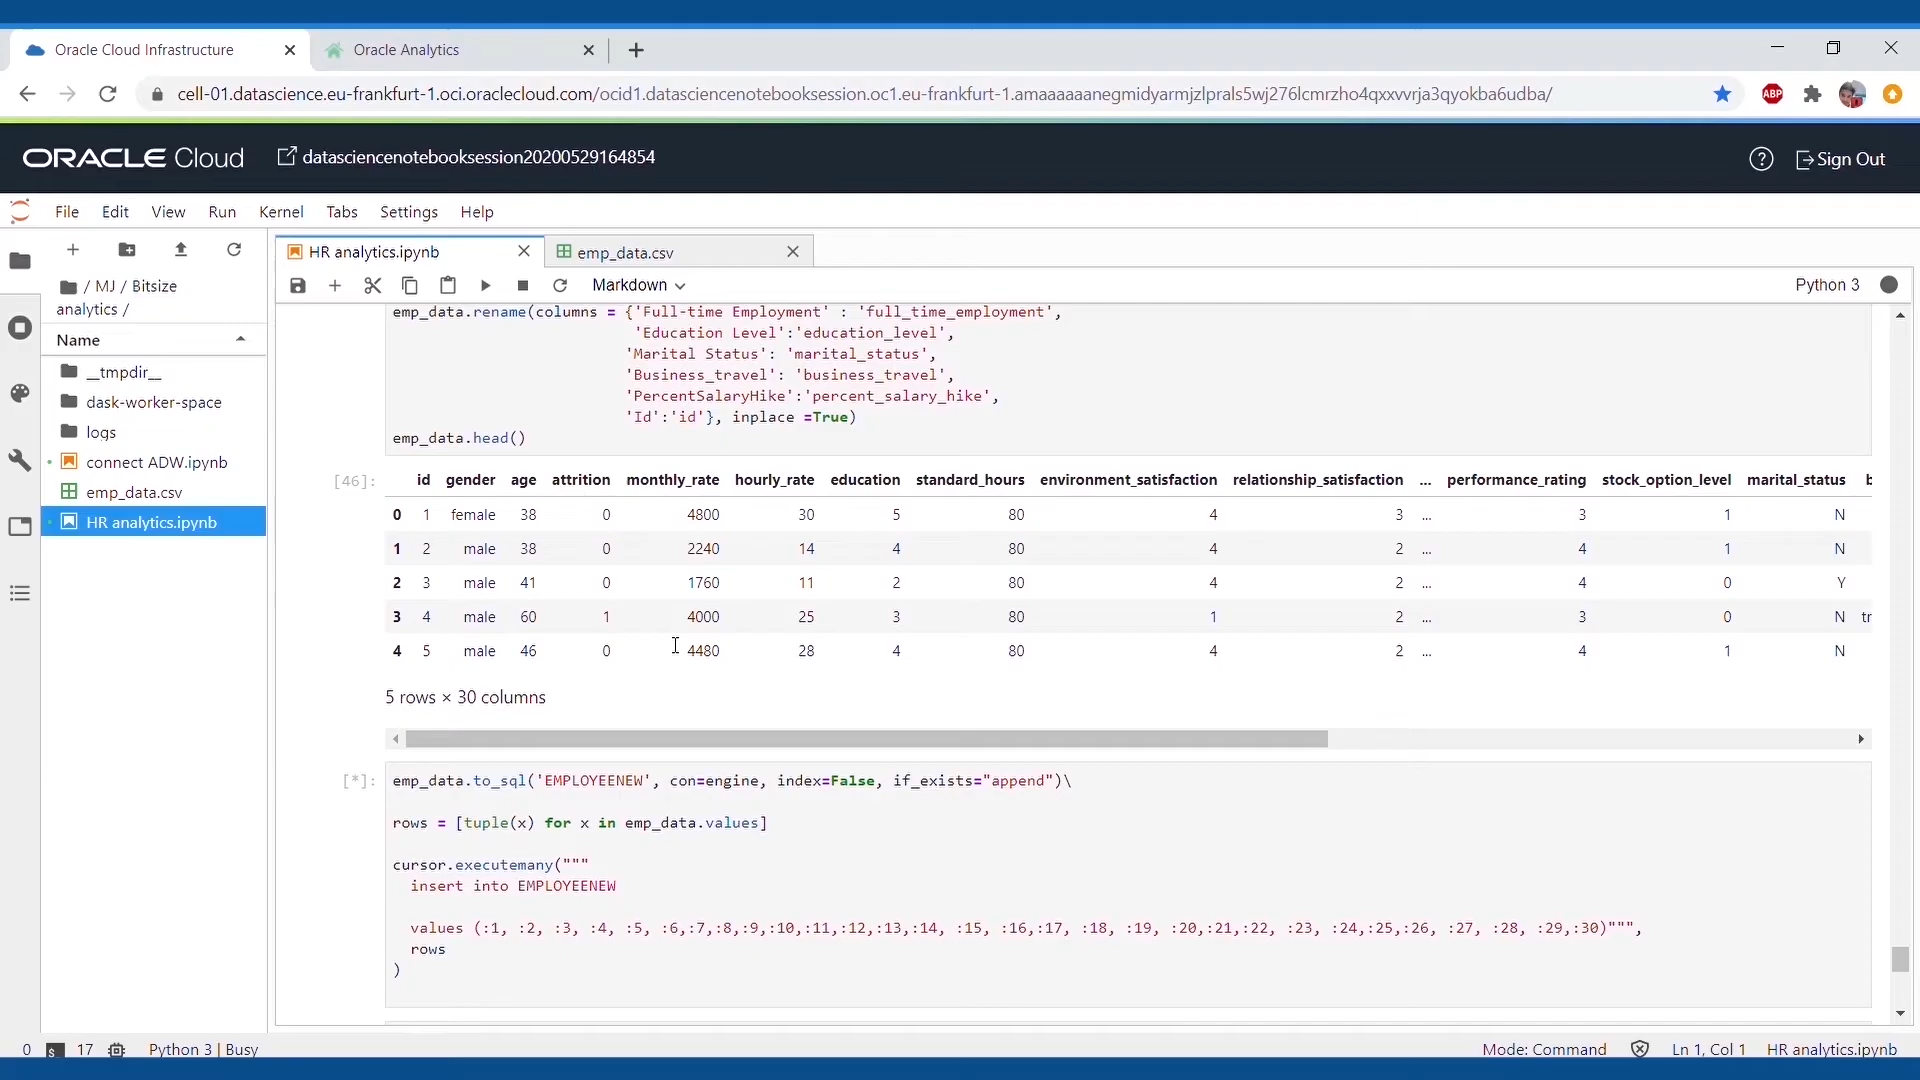 Oracle Cloud Infrastructure
Oracle Analytics
cell-01.datascience.eu-frankfurt-1.oci.oraclecloud.com/ocid1.datasciencenotebooksession.oc1.eu-frankfurt-1.amaaaaaanegmidyarmjzlprals5wj276lcmrzho4qxxvvrja3qyokba6udba/
ABP
ORACLE Cloud
datasciencenotebooksession20200529164854
Sign Out
File Edit View Run Kernel Tabs Settings Help
HR analytics.ipynb
emp_data.csv
/ MJ / Bitsize
analytics /
Markdown
Python 3
Name
__tmpdir__
dask-worker-space
logs
connect ADW.ipynb
emp_data.csv
HR analytics.ipynb
emp_data.rename(columns = {'Full-time Employment' : 'full_time_employment',
'Education Level':'education_level',
'Marital Status': 'marital_status',
'Business_travel': 'business_travel',
'PercentSalaryHike':'percent_salary_hike',
'Id':'id'}, inplace =True)
emp_data.head()
[46]:
id gender age attrition monthly_rate hourly_rate education standard_hours environment_satisfaction relationship_satisfaction ... performance_rating stock_option_level marital_status b
0 1 female 38 0 4800 30 5 80 4 3 ... 3 1 N
1 2 male 38 0 2240 14 4 80 4 2 ... 4 1 N
2 3 male 41 0 1760 11 2 80 4 2 ... 4 0 Y
3 4 male 60 1 4000 25 3 80 1 2 ... 3 0 N tr
4 5 male 46 0 4480 28 4 80 4 2 ... 4 1 N
5 rows × 30 columns
[*]:
emp_data.to_sql('EMPLOYEENEW', con=engine, index=False, if_exists="append")\
rows = [tuple(x) for x in emp_data.values]
cursor.executemany("""
insert into EMPLOYEENEW
values (:1, :2, :3, :4, :5, :6,:7,:8,:9,:10,:11,:12,:13,:14, :15, :16,:17, :18, :19, :20,:21,:22, :23, :24,:25,:26, :27, :28, :29,:30)""",
rows
)
0 17 Python 3 | Busy
Mode: Command
Ln 1, Col 1
HR analytics.ipynb